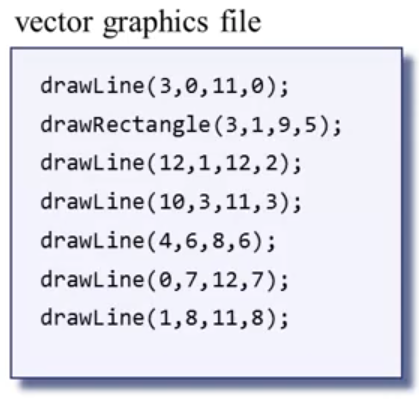 vector graphics file
drawLine(3,0,11,0);
drawRectangle(3,1,9,5);
drawLine(12,1,12,2);
drawLine(10,3,11,3);
drawLine(4,6,8,6);
drawLine(0,7,12,7);
drawLine(1,8,11,8);